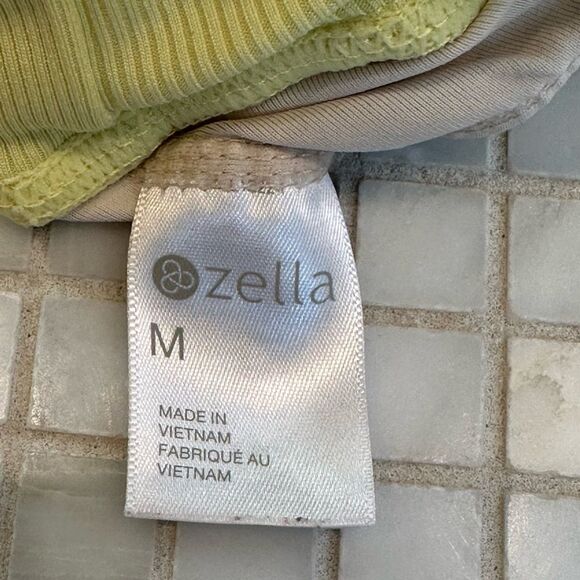 zella
M
MADE IN
VIETNAM
FABRIQUÉ AU
VIETNAM